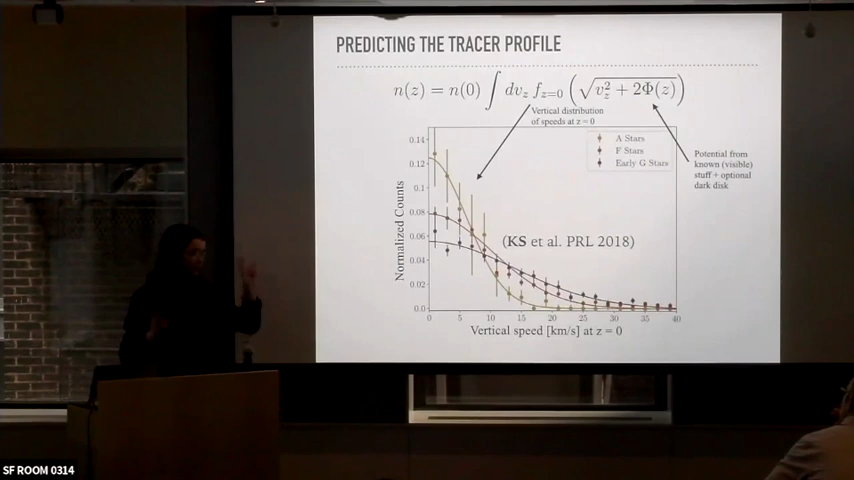 PREDICTING THE TRACER PROFILE
n(z) = n(0) ∫ dv_z f_{z=0} (√(v_z^2 + 2Φ(z)))
Vertical distribution
of speeds at z = 0
A Stars
F Stars
Early G Stars
Potential from
known (visible)
stuff + optional
dark disk
(KS et al. PRL 2018)
Normalized Counts
0.14
0.12
0.1
0.08
0.06
0.04
0.02
0.0
0 5 10 15 20 25 30 35 40
Vertical speed [km/s] at z = 0
SF ROOM 0314